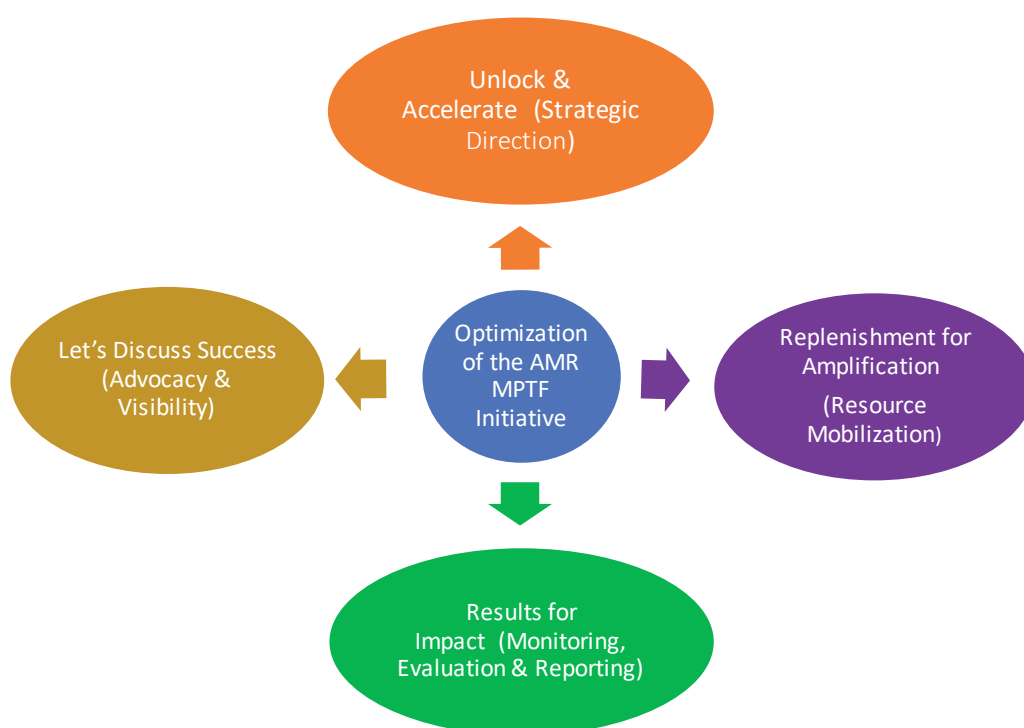 Unlock &
Accelerate (Strategic
Direction)
Let's Discuss Success
(Advocacy &
Visibility)
Optimization
of the AMR
MPTF
Initiative
Replenishment for
Amplification
(Resource
Mobilization)
Results for
Impact (Monitoring,
Evaluation & Reporting)